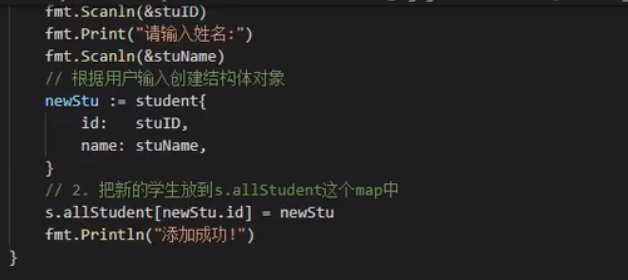 fmt.Scanln(&stuID)
fmt.Print("请输入姓名:")
fmt.Scanln(&stuName)
// 根据用户输入创建结构体对象
newStu := student{
id:   stuID,
name: stuName,
}
// 2. 把新的学生放到s.allStudent这个map中
s.allStudent[newStu.id] = newStu
fmt.Println("添加成功!")
}